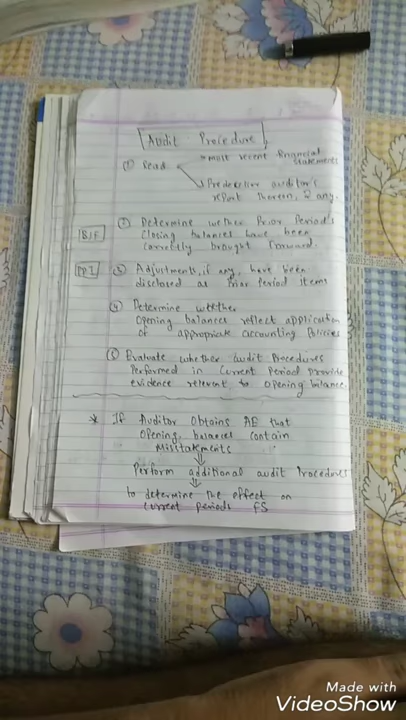 Audit Procedure
① Read → most recent financial
statements
→ Predecessor auditor's
report thereon, if any.
② Determine wether Prior Period's
B/F closing balances have been
correctly brought forward.
PPI ③ Adjustments, if any, have been
disclosed as Prior Period Items
④ Determine whether
Opening balances reflect application
of appropriate accounting Policies
⑤ Evaluate whether Audit Procedures
Performed in Current Period provide
evidence relevant to Opening balance.
* If Auditor Obtains AE that
Opening balances contain
Misstatements
Perform additional audit Procedures
to determine the effect on
Current periods FS
Made with
VideoShow